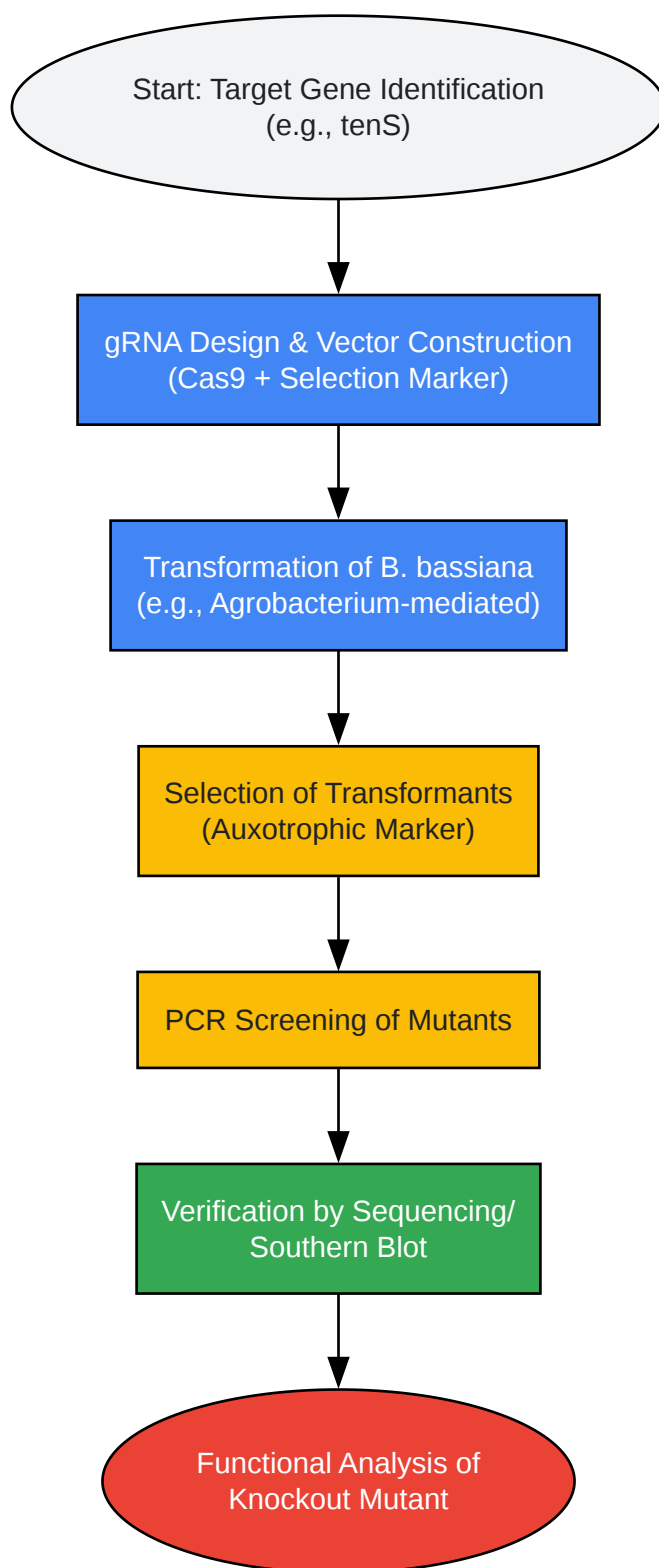 Start: Target Gene Identification
(e.g., tenS)
gRNA Design & Vector Construction
(Cas9 + Selection Marker)
Transformation of B. bassiana
(e.g., Agrobacterium-mediated)
Selection of Transformants
(Auxotrophic Marker)
PCR Screening of Mutants
Verification by Sequencing/
Southern Blot
Functional Analysis of
Knockout Mutant